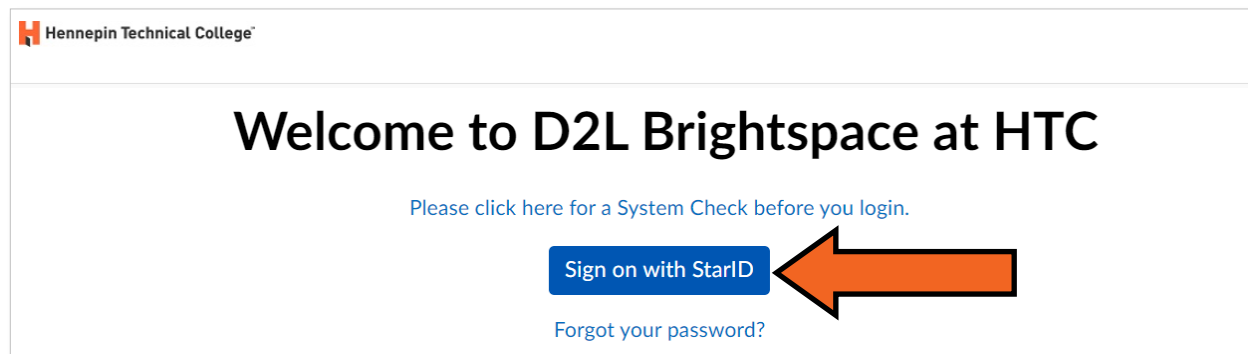 Hennepin Technical College™
Welcome to D2L Brightspace at HTC
Please click here for a System Check before you login.
Sign on with StarID
Forgot your password?